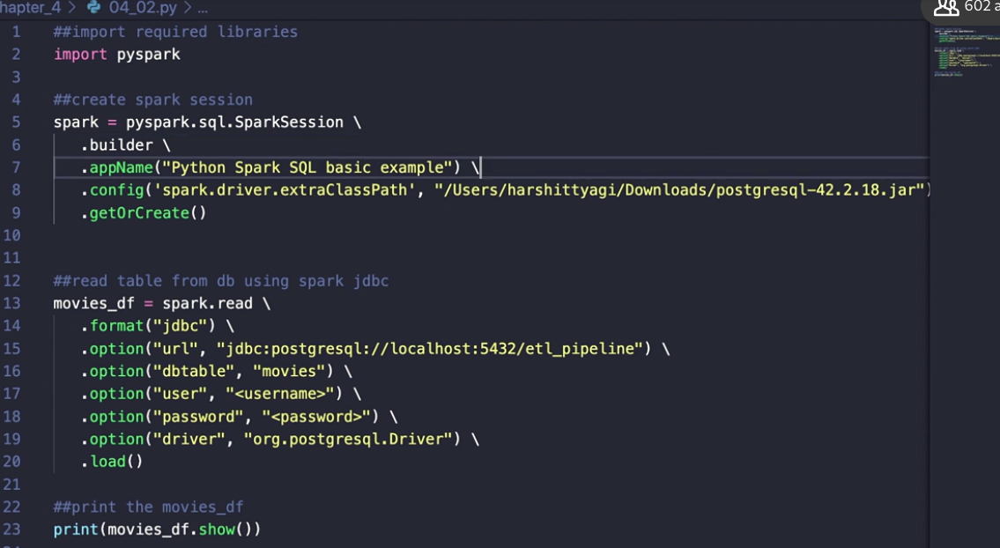 hapter_4 > 04_02.py > ...
602 a
1 ##import required libraries
2 import pyspark
3
4 ##create spark session
5 spark = pyspark.sql.SparkSession \
6 .builder \
7 .appName("Python Spark SQL basic example") \
8 .config('spark.driver.extraClassPath', "/Users/harshittyagi/Downloads/postgresql-42.2.18.jar")
9 .getOrCreate()
10
11
12 ##read table from db using spark jdbc
13 movies_df = spark.read \
14 .format("jdbc") \
15 .option("url", "jdbc:postgresql://localhost:5432/etl_pipeline") \
16 .option("dbtable", "movies") \
17 .option("user", "<username>") \
18 .option("password", "<password>") \
19 .option("driver", "org.postgresql.Driver") \
20 .load()
21
22 ##print the movies_df
23 print(movies_df.show())